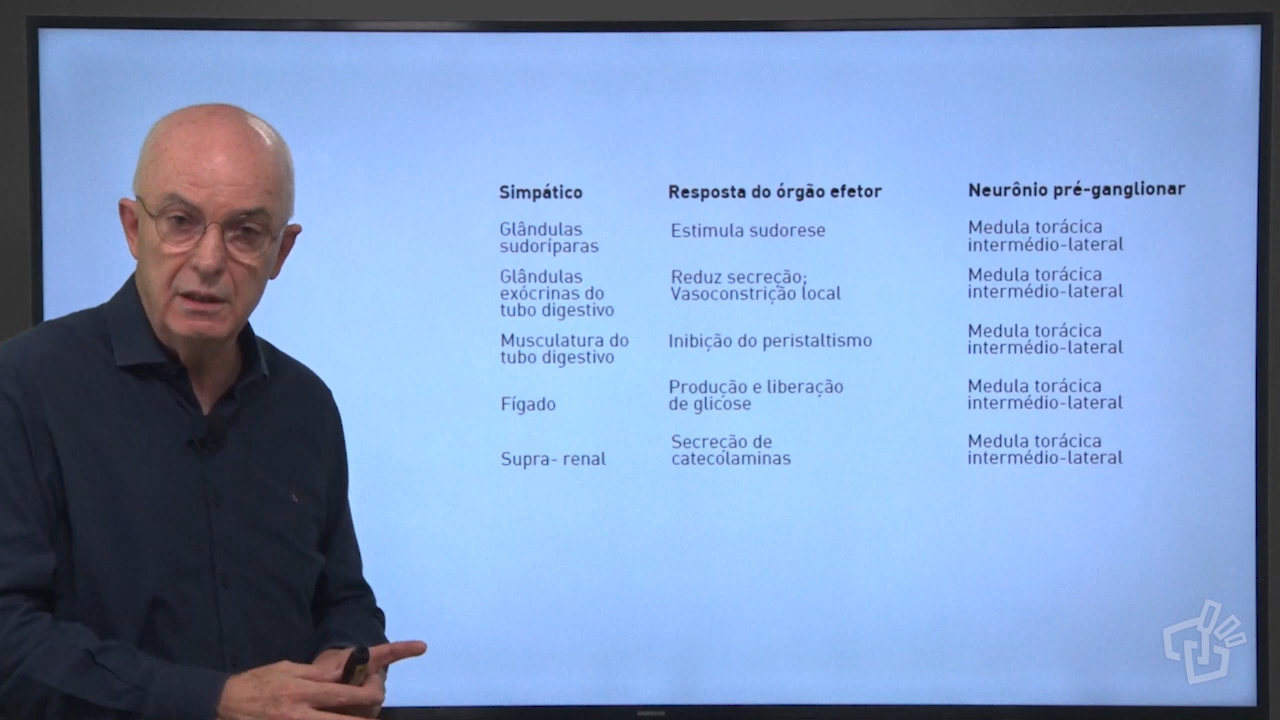 Simpático Resposta do órgão efetor Neurônio pré-ganglionar
Glândulas
sudoríparas
Estimula sudorese
Medula torácica
intermédio-lateral
Glândulas
exócrinas do
tubo digestivo
Reduz secreção;
Vasoconstrição local
Medula torácica
intermédio-lateral
Musculatura do
tubo digestivo
Inibição do peristaltismo
Medula torácica
intermédio-lateral
Fígado
Produção e liberação
de glicose
Medula torácica
intermédio-lateral
Supra- renal
Secreção de
catecolaminas
Medula torácica
intermédio-lateral